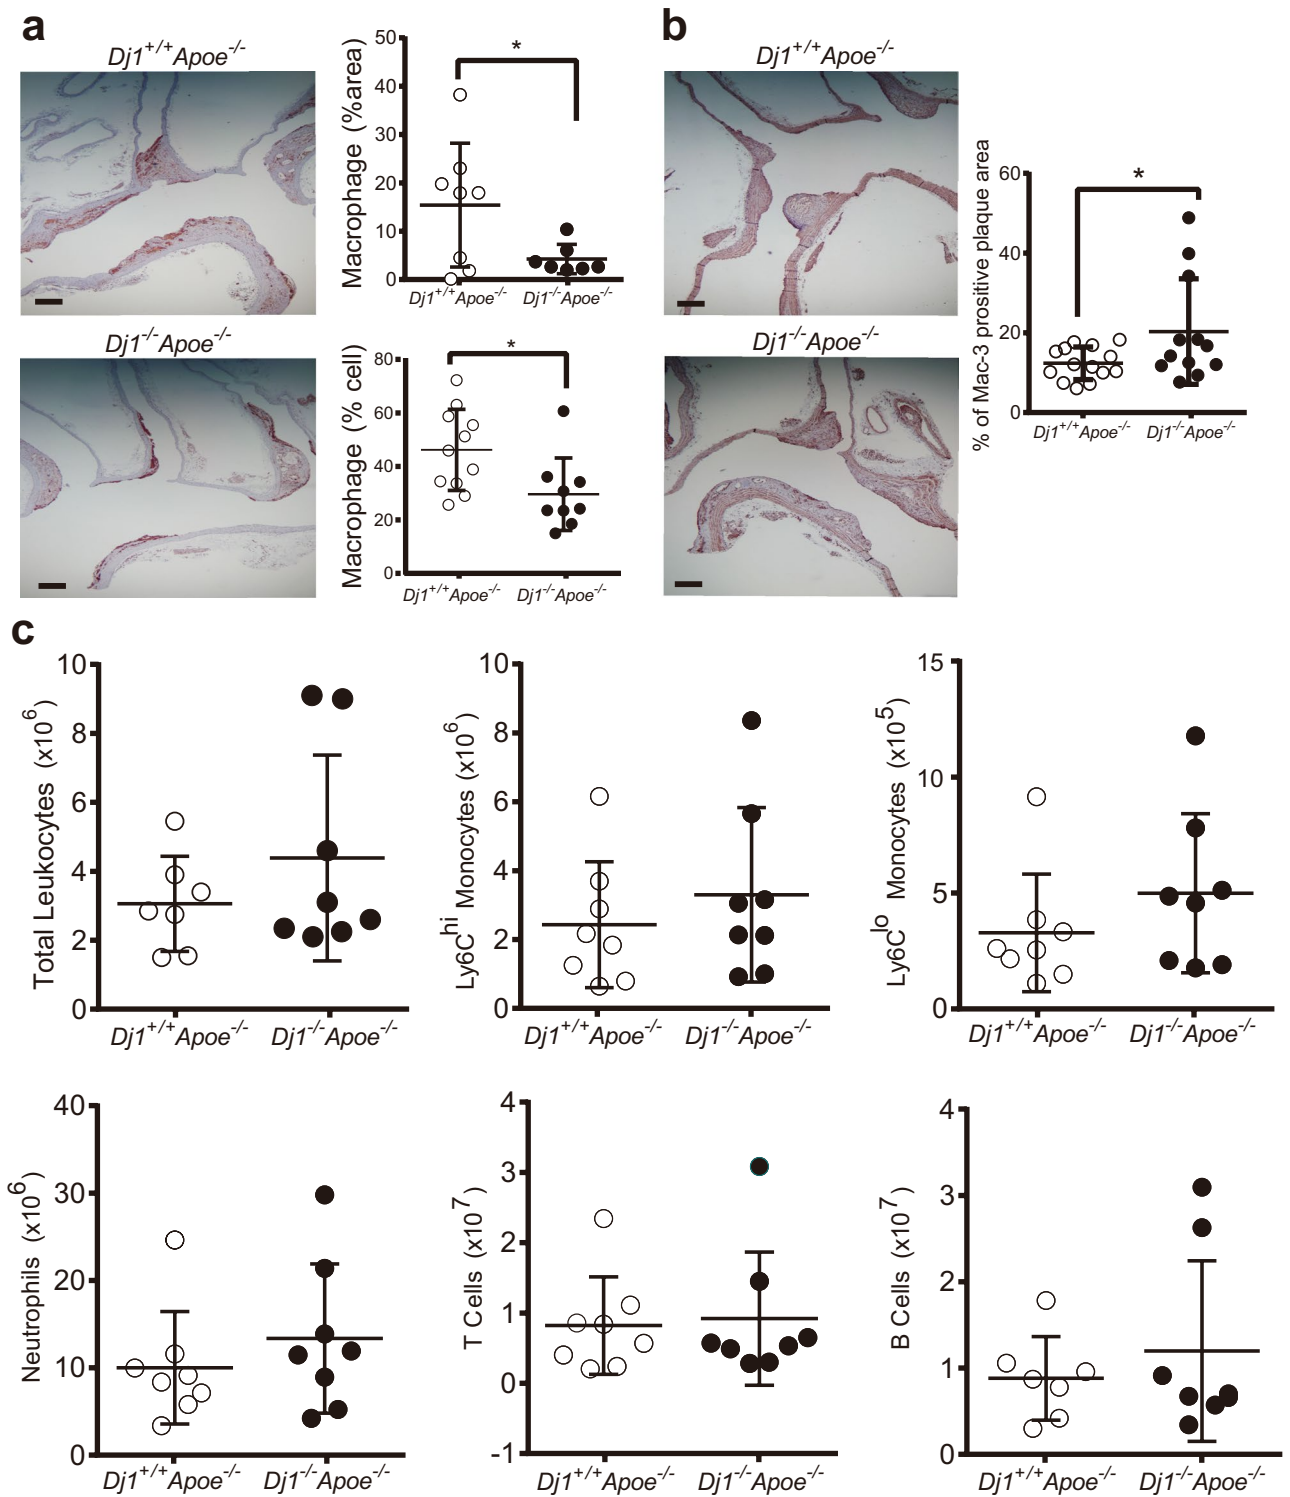 a
Dj1+/+Apoe-/-
Macrophage (%area)
50
40
30
20
10
0
*
Dj1+/+Apoe-/- Dj1-/-Apoe-/-
Dj1-/-Apoe-/-
Macrophage (% cell)
80
60
40
20
0
*
Dj1+/+Apoe-/- Dj1-/-Apoe-/-
b
Dj1+/+Apoe-/-
Dj1-/-Apoe-/-
% of Mac-3 prositive plaque area
60
40
20
0
*
Dj1+/+Apoe-/- Dj1-/-Apoe-/-
c
Total Leukocytes (x10^6)
10
8
6
4
2
0
Dj1+/+Apoe-/- Dj1-/-Apoe-/-
Ly6Chi Monocytes (x10^6)
10
8
6
4
2
0
Dj1+/+Apoe-/- Dj1-/-Apoe-/-
Ly6Clo Monocytes (x10^5)
15
10
5
0
Dj1+/+Apoe-/- Dj1-/-Apoe-/-
Neutrophils (x10^6)
40
30
20
10
0
Dj1+/+Apoe-/- Dj1-/-Apoe-/-
T Cells (x10^7)
4
3
2
1
0
-1
Dj1+/+Apoe-/- Dj1-/-Apoe-/-
B Cells (x10^7)
4
3
2
1
0
Dj1+/+Apoe-/- Dj1-/-Apoe-/-